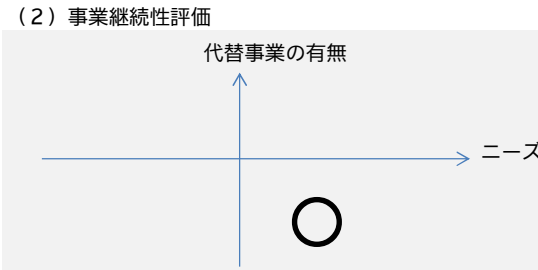 （２）事業継続性評価
代替事業の有無
ニーズ